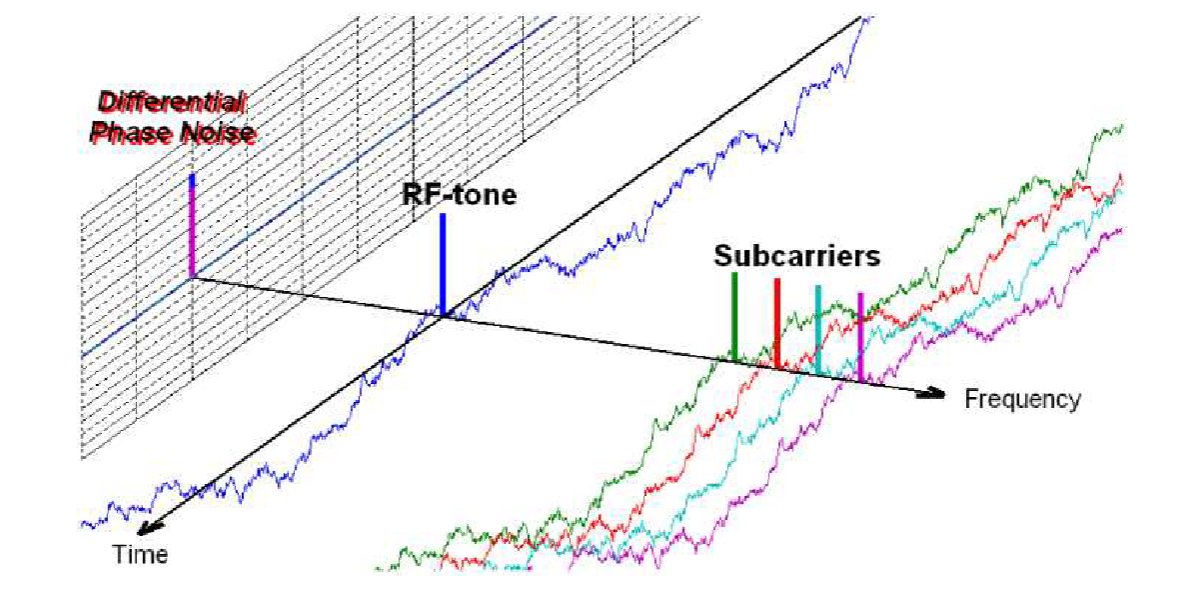 Differential
Phase Noise
RF-tone
Subcarriers
Frequency
Time